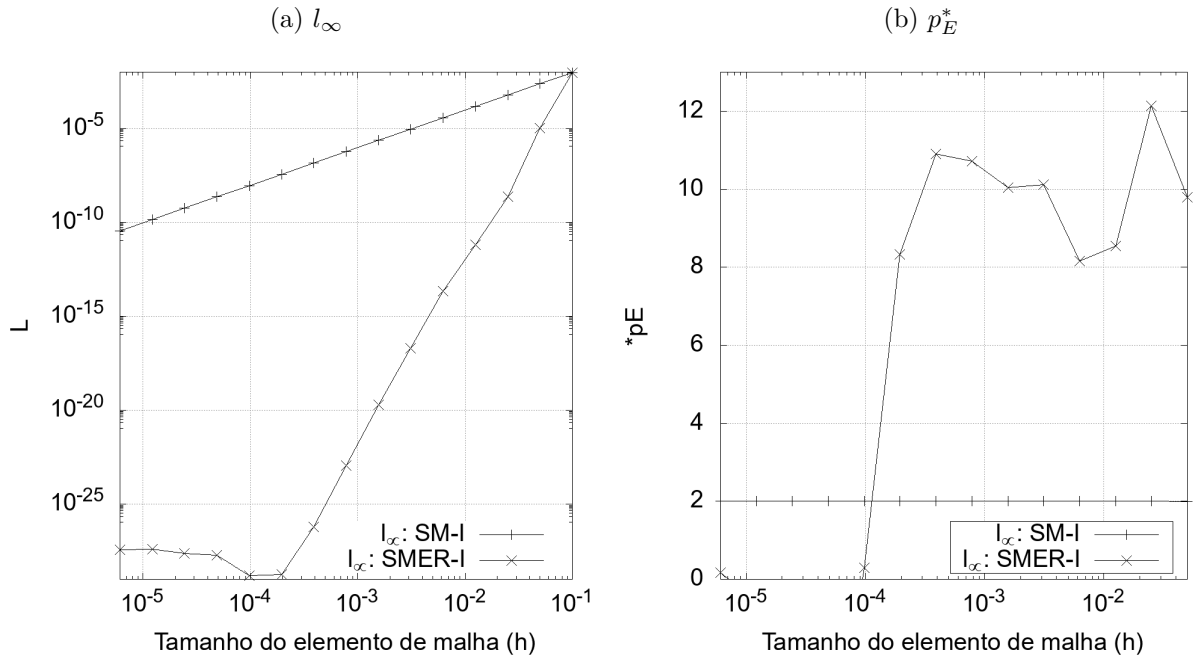 (a) l∞
10⁻⁵
10⁻¹⁰
10⁻¹⁵
10⁻²⁰
10⁻²⁵
L
l∞: SM-I
l∞: SMER-I
10⁻⁵ 10⁻⁴ 10⁻³ 10⁻² 10⁻¹
Tamanho do elemento de malha (h)
(b) p*E
12
10
8
6
4
2
0
*pE
l∞: SM-I
l∞: SMER-I
10⁻⁵ 10⁻⁴ 10⁻³ 10⁻²
Tamanho do elemento de malha (h)